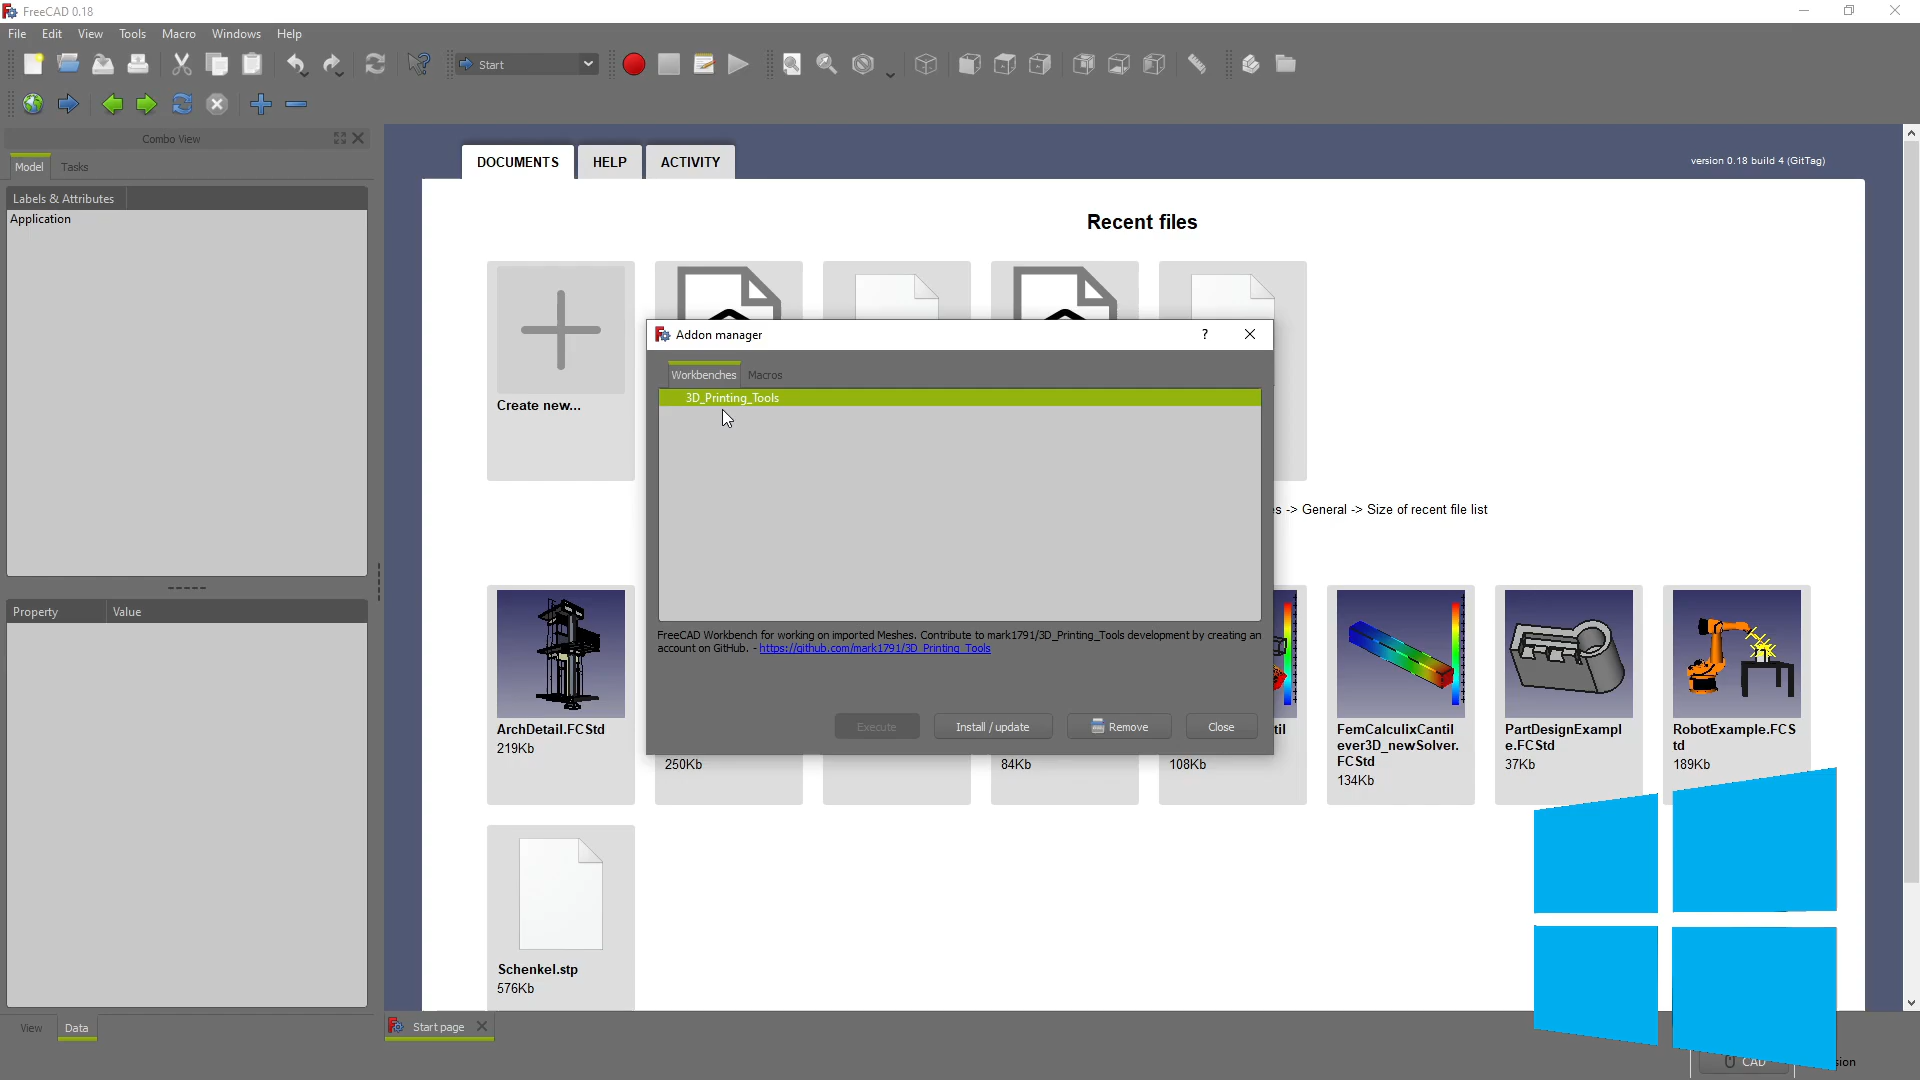 FreeCAD 0.18
File Edit View Tools Macro Windows Help
Start
Combo View
Model Tasks
Labels & Attributes
Application
Property Value
View Data
DOCUMENTS HELP ACTIVITY
version 0.18 build 4 (GitTag)
Recent files
Create new...
-> General -> Size of recent file list
Addon manager ?
Workbenches Macros
3D_Printing_Tools
FreeCAD Workbench for working on imported Meshes. Contribute to mark1791/3D_Printing_Tools development by creating an
account on GitHub. - https://github.com/mark1791/3D_Printing_Tools
Execute Install / update Remove Close
ArchDetail.FCStd
219Kb
250Kb
84Kb
til
108Kb
FemCalculixCantil
ever3D_newSolver.
FCStd
134Kb
PartDesignExampl
e.FCStd
37Kb
RobotExample.FCS
td
189Kb
Schenkel.stp
576Kb
Start page
CAD
sion